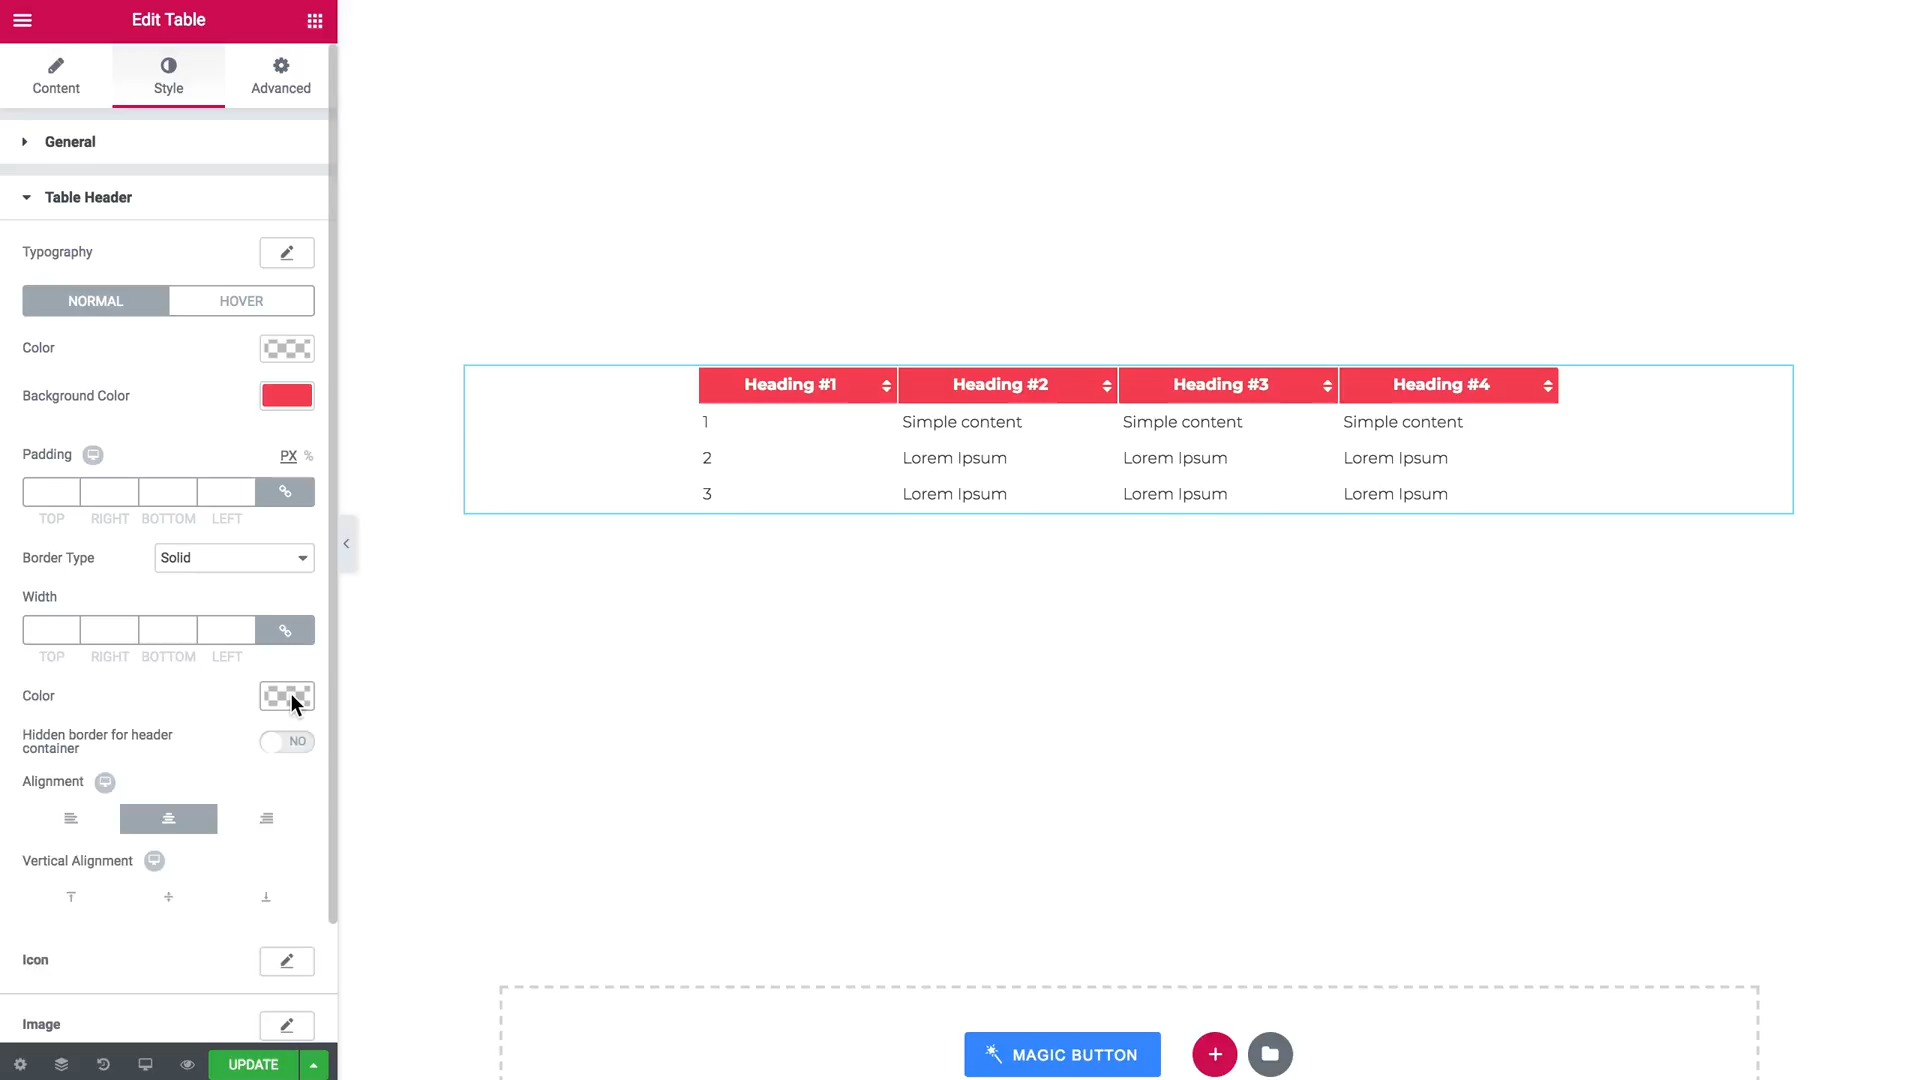 Edit Table
Content Style Advanced
General
Table Header
Typography
NORMAL HOVER
Color
Background Color
Padding PX %
TOP RIGHT BOTTOM LEFT
Border Type Solid
Width
TOP RIGHT BOTTOM LEFT
Color
Hidden border for header
container NO
Alignment
Vertical Alignment
Icon
Image
UPDATE
Heading #1 Heading #2 Heading #3 Heading #4
1 Simple content Simple content Simple content
2 Lorem Ipsum Lorem Ipsum Lorem Ipsum
3 Lorem Ipsum Lorem Ipsum Lorem Ipsum
MAGIC BUTTON